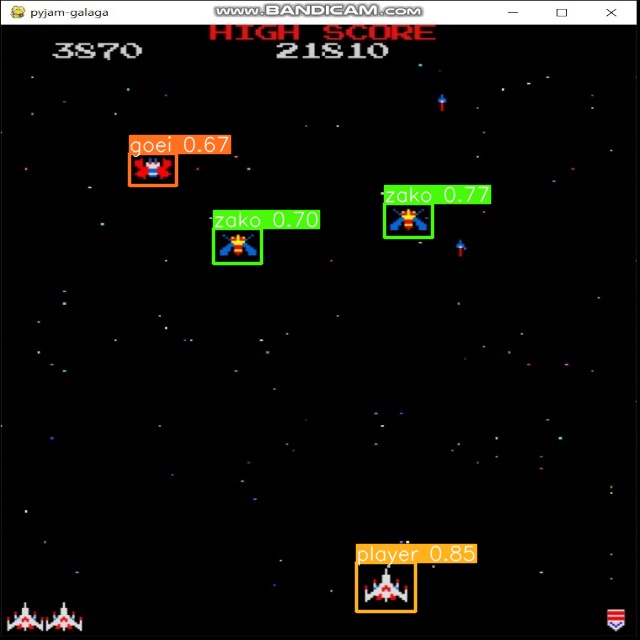 pyjam-galaga
www.BANDICAM.com
HIGH SCORE
3870 21810
goei 0.67
zako 0.77
zako 0.70
player 0.85